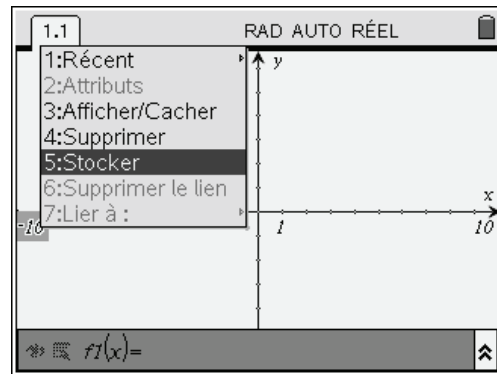 1.1 RAD AUTO RÉEL
1:Récent
2:Attributs
3:Afficher/Cacher
4:Supprimer
5:Stocker
6:Supprimer le lien
7:Lier à :
y
x
-10 1 10
f1(x)=